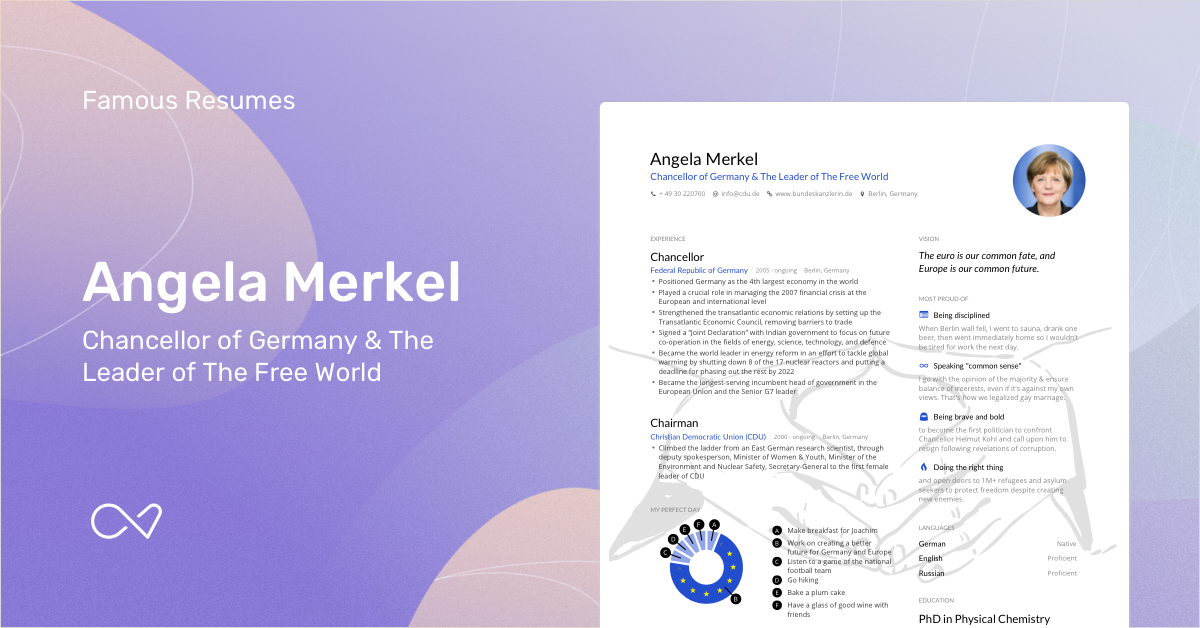 Famous Resumes
Angela Merkel
Chancellor of Germany & The
Leader of The Free World
Angela Merkel
Chancellor of Germany & The Leader of The Free World
+ 49 30 220700 info@cdu.de www.bundeskanzlerin.de Berlin, Germany
EXPERIENCE
Chancellor
Federal Republic of Germany 2005 - ongoing Berlin, Germany
• Positioned Germany as the 4th largest economy in the world
• Played a crucial role in managing the 2007 financial crisis at the
European and international level
• Strengthened the transatlantic economic relations by setting up the
Transatlantic Economic Council, removing barriers to trade
• Signed a "Joint Declaration" with Indian government to focus on future
co-operation in the fields of energy, science, technology, and defence
• Became the world leader in energy reform in an effort to tackle global
warming by shutting down 8 of the 17 nuclear reactors and putting a
deadline for phasing out the rest by 2022
• Became the longest-serving incumbent head of government in the
European Union and the Senior G7 leader
Chairman
Christian Democratic Union (CDU) 2000 - ongoing Berlin, Germany
• Climbed the ladder from an East German research scientist, through
deputy spokesperson, Minister of Women & Youth, Minister of the
Environment and Nuclear Safety, Secretary-General to the first female
leader of CDU
MY PERFECT DAY
A
B
C
D
E
F
A Make breakfast for Joachim
B Work on creating a better
future for Germany and Europe
C Listen to a game of the national
football team
D Go hiking
E Bake a plum cake
F Have a glass of good wine with
friends
VISION
The euro is our common fate, and
Europe is our common future.
MOST PROUD OF
Being disciplined
When Berlin wall fell, I went to sauna, drank one
beer, then went immediately home so I wouldn't
be tired for work the next day.
Speaking "common sense"
I go with the opinion of the majority & ensure
balance of interests, even if it's against my own
views. That's how we legalized gay marriage.
Being brave and bold
to become the first politician to confront
Chancellor Helmut Kohl and call upon him to
resign following revelations of corruption.
Doing the right thing
and open doors to 1M+ refugees and asylum
seekers to protect freedom despite creating
new enemies.
LANGUAGES
German Native
English Proficient
Russian Proficient
EDUCATION
PhD in Physical Chemistry